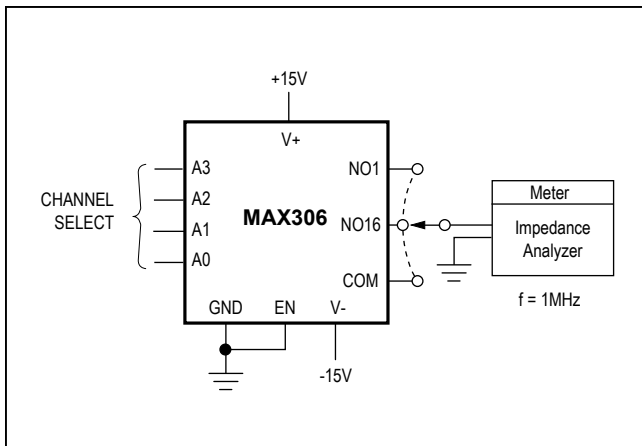 +15V
V+
A3
A2
A1
A0
CHANNEL
SELECT
MAX306
NO1
NO16
COM
GND
EN
V-
-15V
Meter
Impedance
Analyzer
f = 1MHz